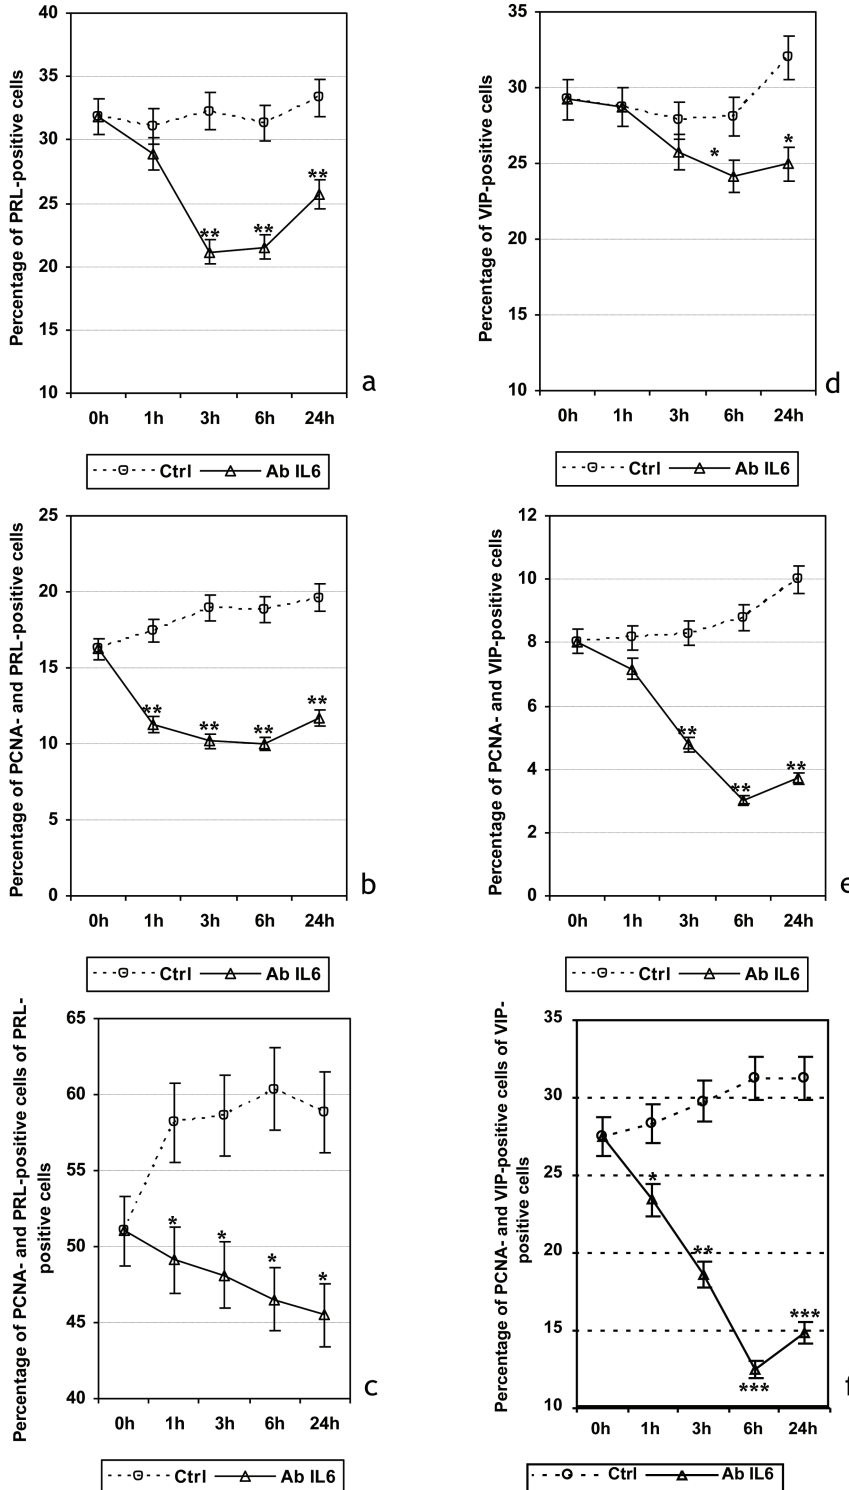 Percentage of PRL-positive cells
40
35
30
25
20
15
10
** ** **
0h 1h 3h 6h 24h
a
Ctrl Ab IL6
Percentage of VIP-positive cells
35
30
25
20
15
10
* *
0h 1h 3h 6h 24h
d
Ctrl Ab IL6
Percentage of PCNA- and PRL-positive cells
25
20
15
10
5
0
** ** ** **
0h 1h 3h 6h 24h
b
Ctrl Ab IL6
Percentage of PCNA- and VIP-positive cells
12
10
8
6
4
2
0
** ** **
0h 1h 3h 6h 24h
e
Ctrl Ab IL6
Percentage of PCNA- and PRL-positive cells of PRL-
positive cells
65
60
55
50
45
40
* * * *
0h 1h 3h 6h 24h
c
Ctrl Ab IL6
Percentage of PCNA- and VIP-positive cells of VIP-
positive cells
35
30
25
20
15
10
* ** *** ***
0h 1h 3h 6h 24h
f
Ctrl Ab IL6